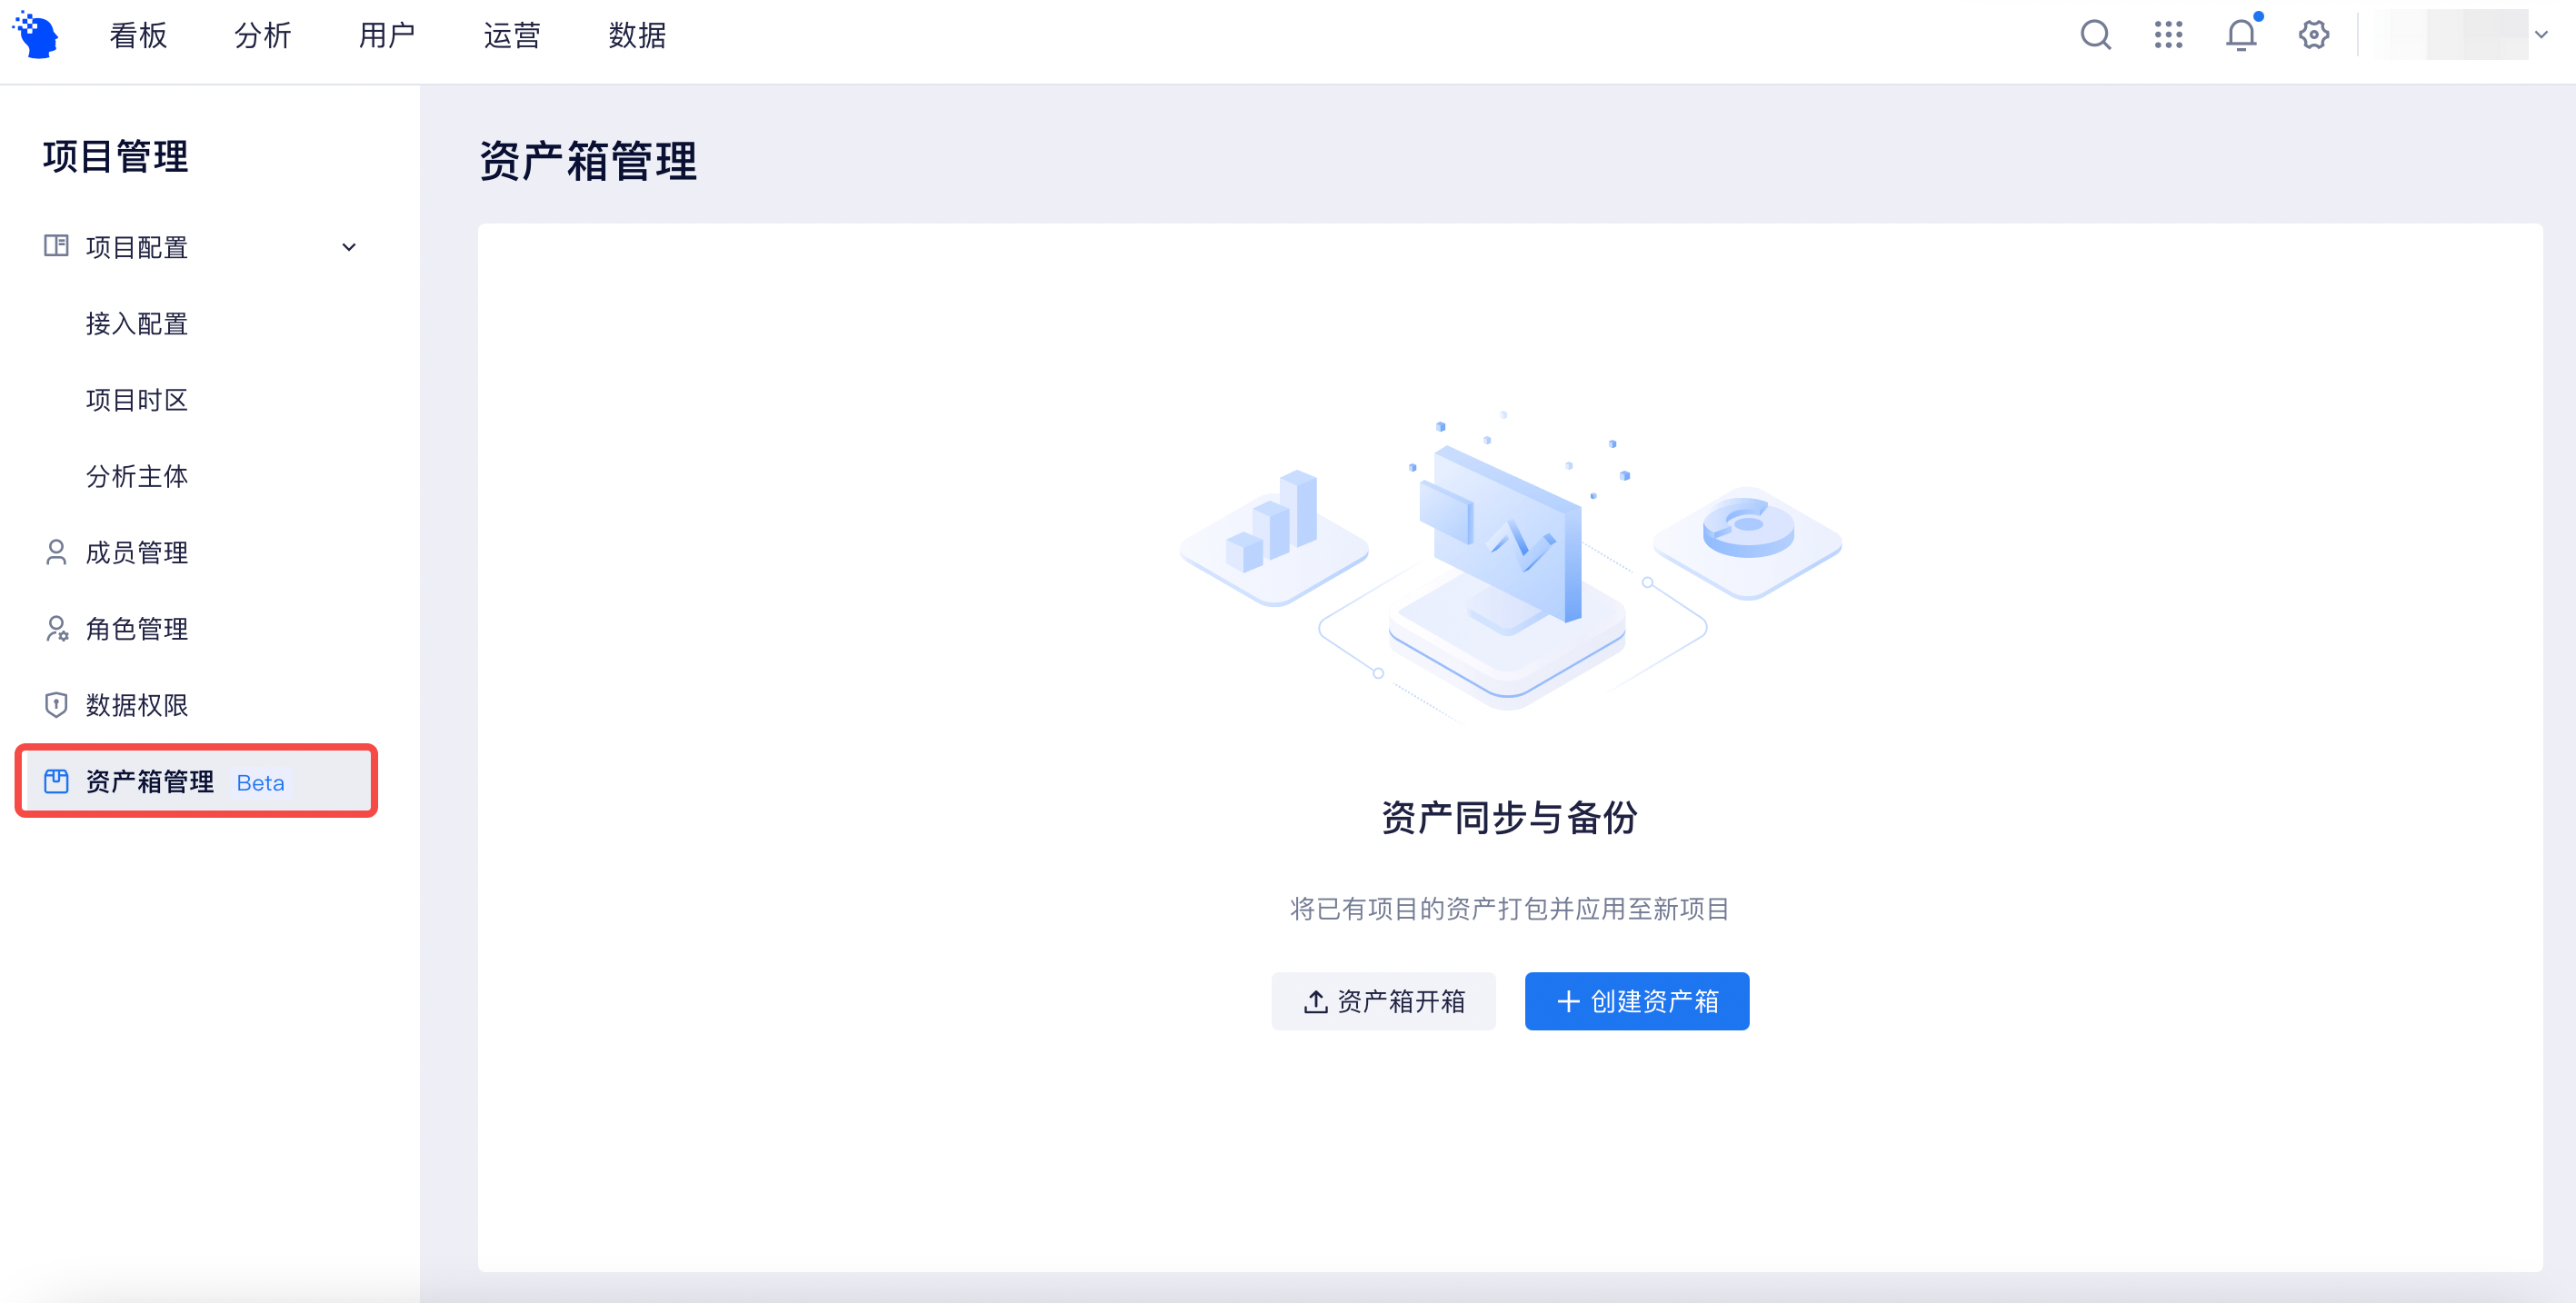 看板
分析
用户
运营
数据
项目管理
项目配置
接入配置
项目时区
分析主体
成员管理
角色管理
数据权限
资产箱管理 Beta
资产箱管理
资产同步与备份
将已有项目的资产打包并应用至新项目
资产箱开箱
创建资产箱